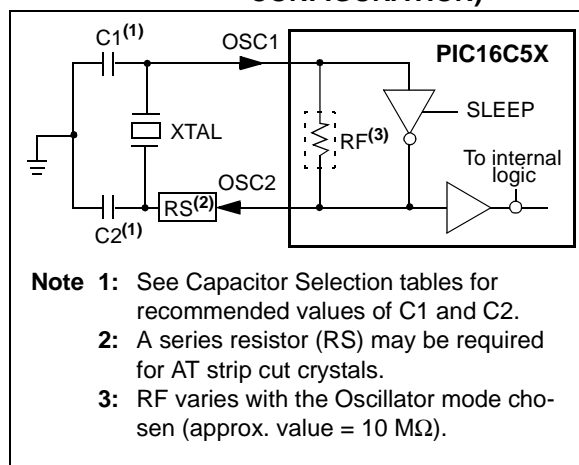 CONFIGURATION)
C1(1)
OSC1
PIC16C5X
SLEEP
XTAL
RF(3)
To internal
logic
OSC2
RS(2)
C2(1)
Note 1: See Capacitor Selection tables for
recommended values of C1 and C2.
2: A series resistor (RS) may be required
for AT strip cut crystals.
3: RF varies with the Oscillator mode cho-
sen (approx. value = 10 MΩ).